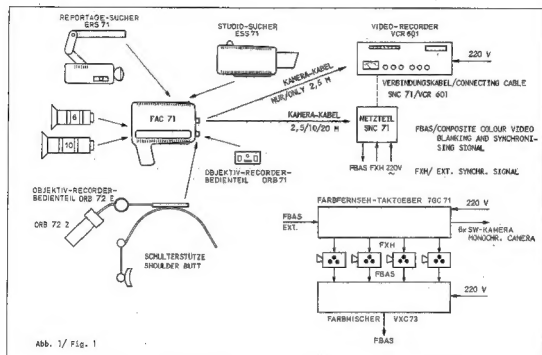 REPORTAGE-SUCHER
ERS 71
STUDIO-SUCHER
ESS 71
VIDEO-RECORDER
VCR 601
220 V
KAMERA-KABEL
NUR/ONLY 2,5 M
VERBINDUNGSKABEL/CONNECTING CABLE
SNC 71/VCR 601
6
FAC 71
KAMERA-KABEL
2,5/10/20 M
NETZTEIL
SNC 71
10
FBAS/COMPOSITE COLOUR VIDEO
BLANKING AND SYNCHRONI-
SING SIGNAL
FBAS FXH 220V
~
FXH/ EXT. SYNCHR. SIGNAL
OBJEKTIV-RECORDER-
BEDIENTEIL ORB 71
OBJEKTIV-RECORDER-
BEDIENTEIL ORB 72 E
ORB 72 Z
SCHULTERSTÜTZE
SHOULDER BUTT
FARBFERNSEH-TAKTGEBER TGC 71
220 V
FBAS
EXT.
6x SW-KAMERA
MONOCHR. CAMERA
FXH
FBAS
220 V
FARBMISCHER VXC 73
FBAS
Abb. 1/ Fig. 1